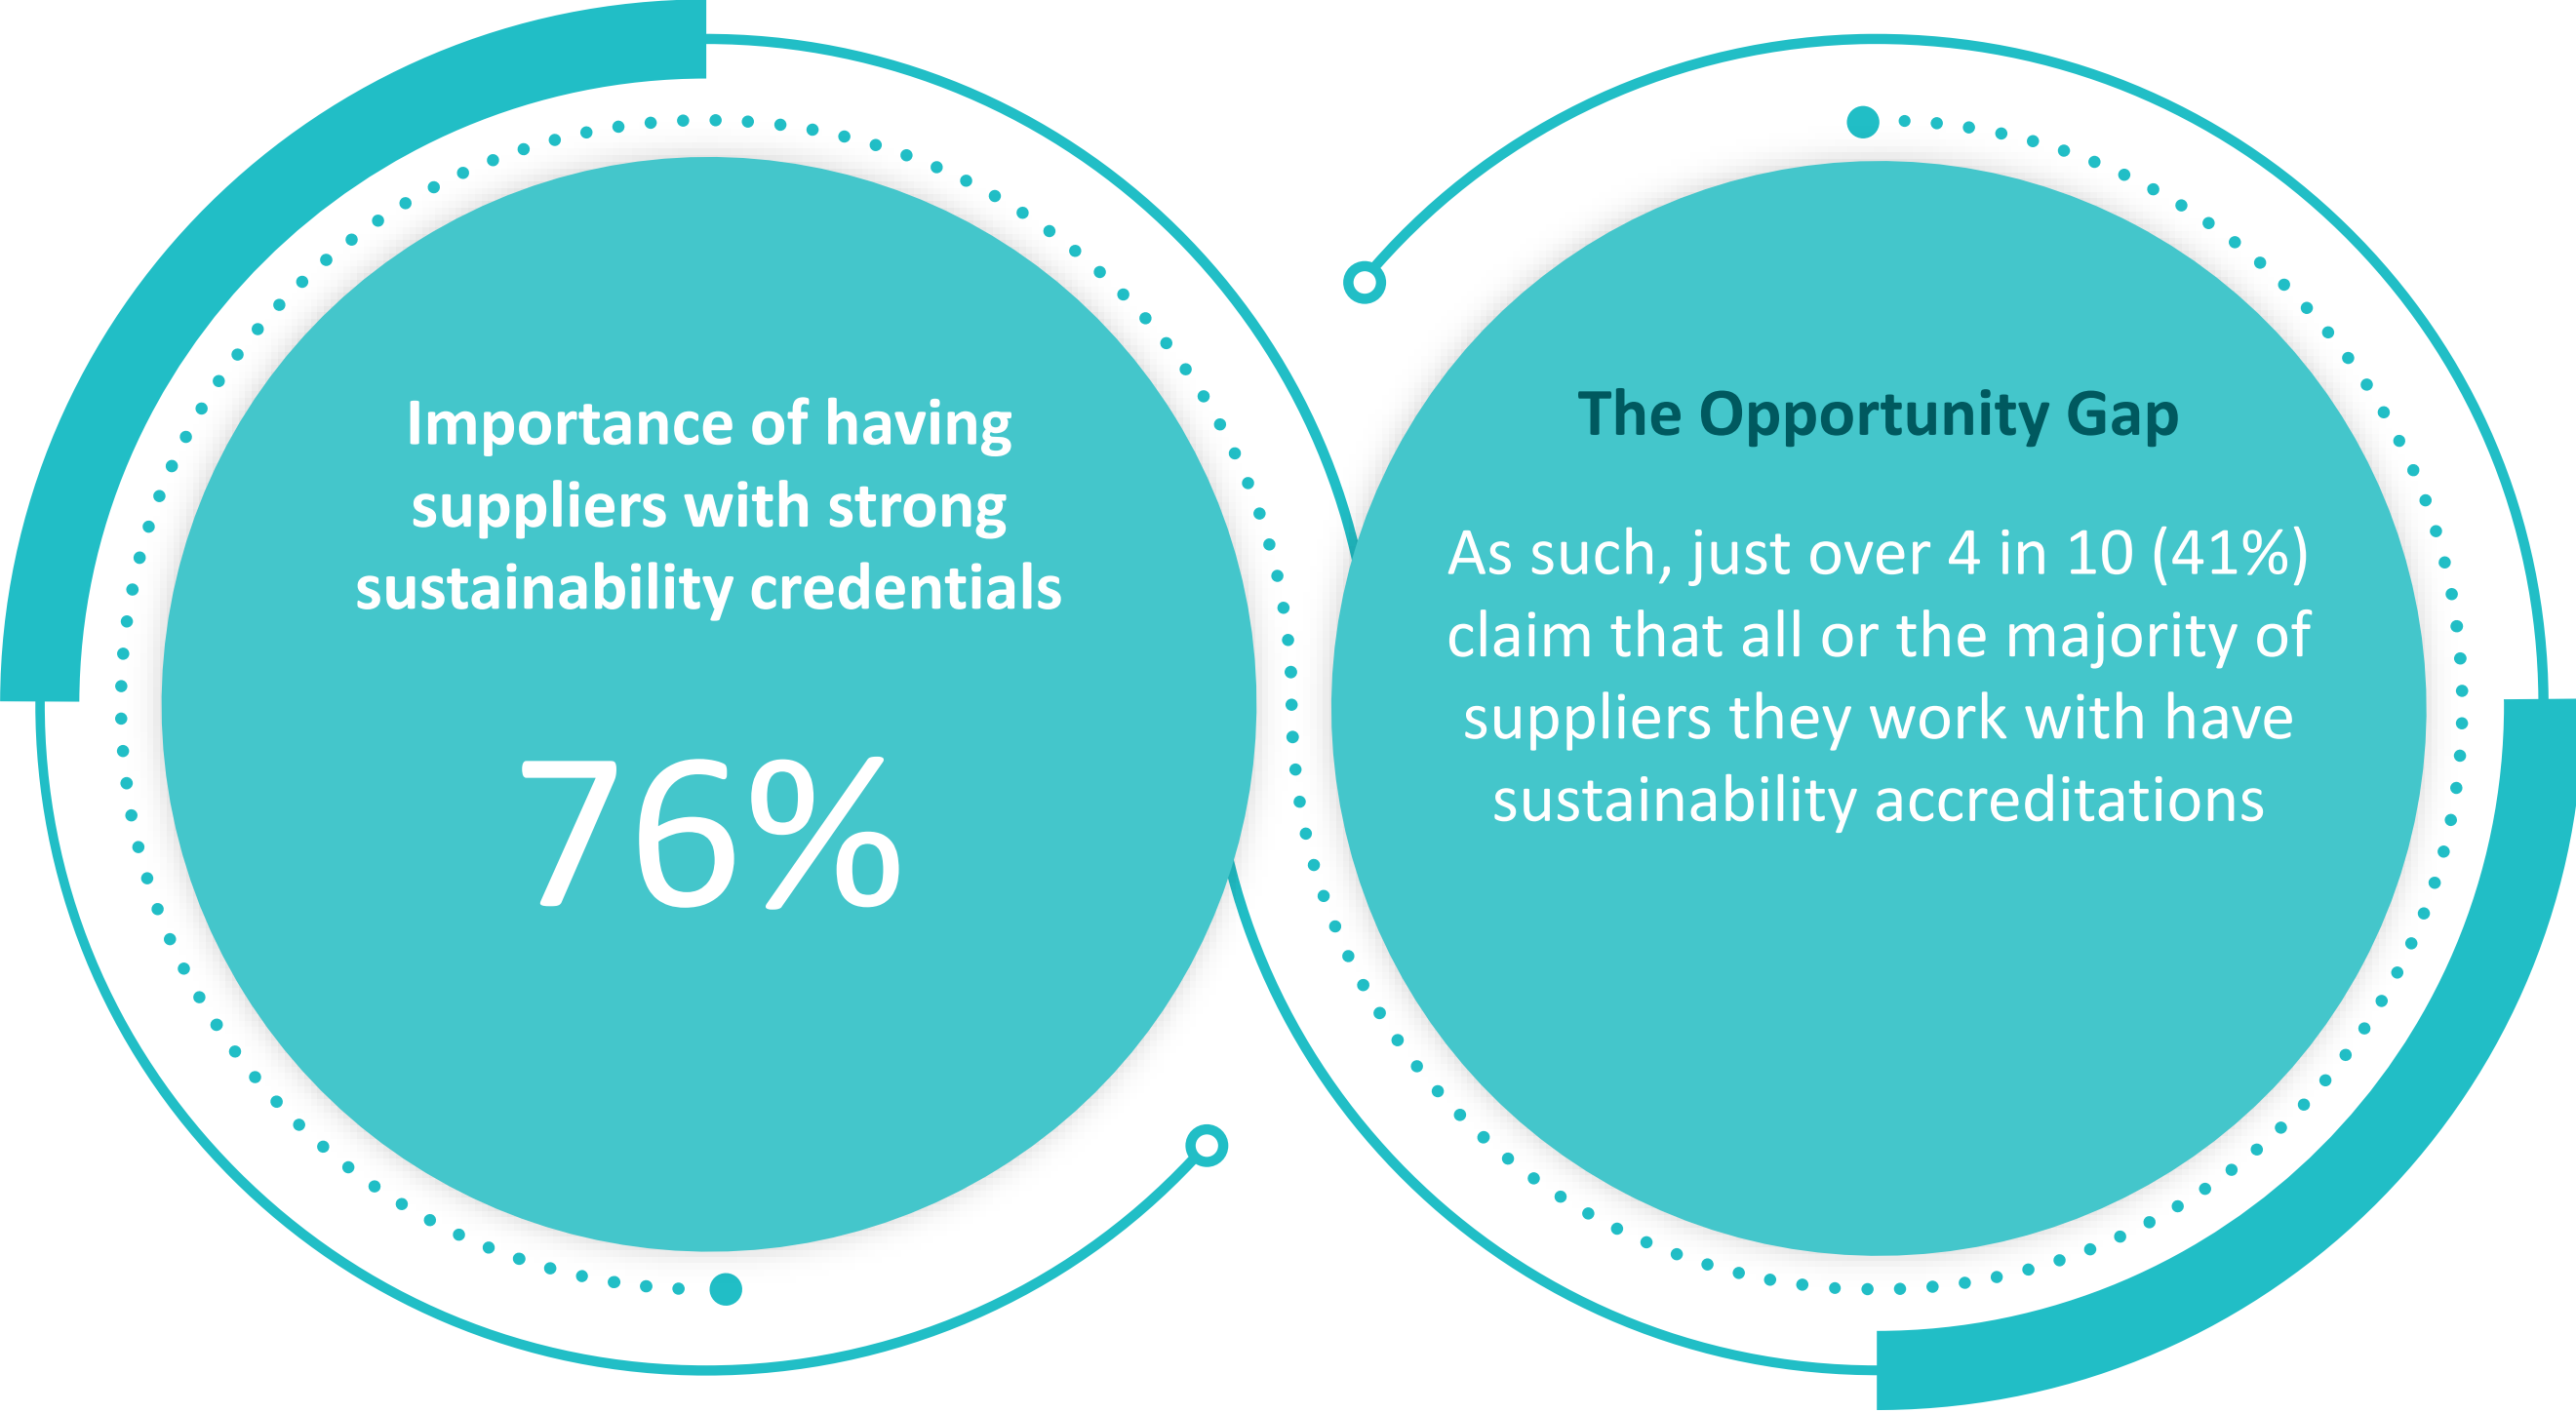 Importance of having
suppliers with strong
sustainability credentials
76%
The Opportunity Gap
As such, just over 4 in 10 (41%)
claim that all or the majority of
suppliers they work with have
sustainability accreditations